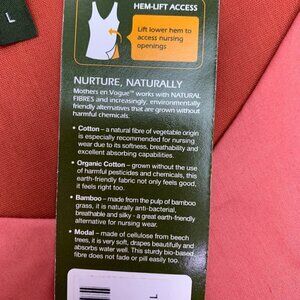 L
HEM-LIFT ACCESS
Lift lower hem to
access nursing
openings
NURTURE, NATURALLY
Mothers en Vogue™ works with NATURAL
FIBRES and increasingly, environmentally
friendly alternatives that are grown without
harmful chemicals.
• Cotton – a natural fibre of vegetable origin
is especially recommended for nursing
wear due to its softness, breathability and
excellent absorbing capabilities.
• Organic Cotton – grown without the use
of harmful pesticides and chemicals, this
earth-friendly fabric not only feels good,
it feels right too.
• Bamboo – made from the pulp of bamboo
grass, it is naturally anti-bacterial,
breathable and silky - a great earth-friendly
alternative for nursing wear.
• Modal – made of cellulose from beech
trees, it is very soft, drapes beautifully and
absorbs water well. This sturdy bio-based
fibre does not fade or pill easily too.
L